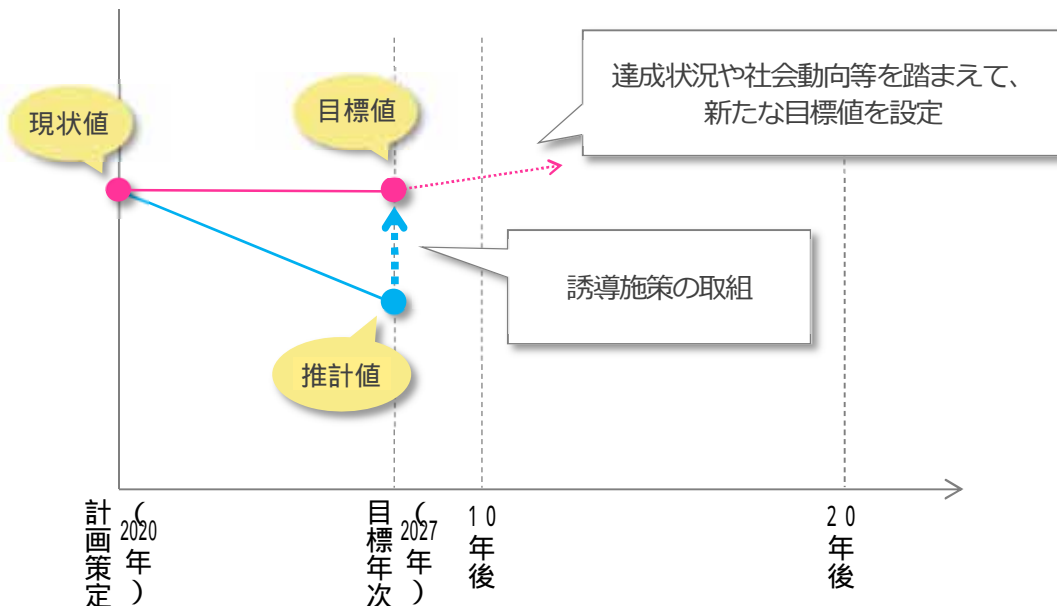 達成状況や社会動向等を踏まえて、
新たな目標値を設定
現状値
目標値
誘導施策の取組
推計値
計画策定
(2020年)
目標年次
(2027年)
10年後
20年後